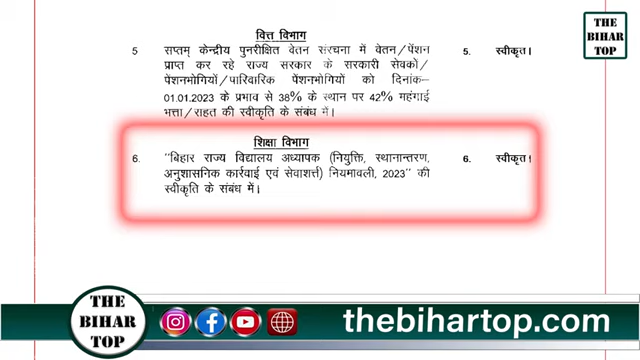 वित्त विभाग
5 सप्तम् केन्द्रीय पुनरीक्षित वेतन संरचना में वेतन/पेंशन 5. स्वीकृत।
प्राप्त कर रहे राज्य सरकार के सरकारी सेवकों/
पेंशनभोगियों/पारिवारिक पेंशनभोगियों को दिनांक–
01.01.2023 के प्रभाव से 38% के स्थान पर 42% महंगाई
भत्ता/राहत की स्वीकृति के संबंध में।
शिक्षा विभाग
6. "बिहार राज्य विद्यालय अध्यापक (नियुक्ति, स्थानान्तरण, 6. स्वीकृत।
अनुशासनिक कार्रवाई एवं सेवाशर्त्त) नियमावली, 2023" की
स्वीकृति के संबंध में।
THE
BIHAR
TOP
THE
BIHAR
TOP
thebihartop.com